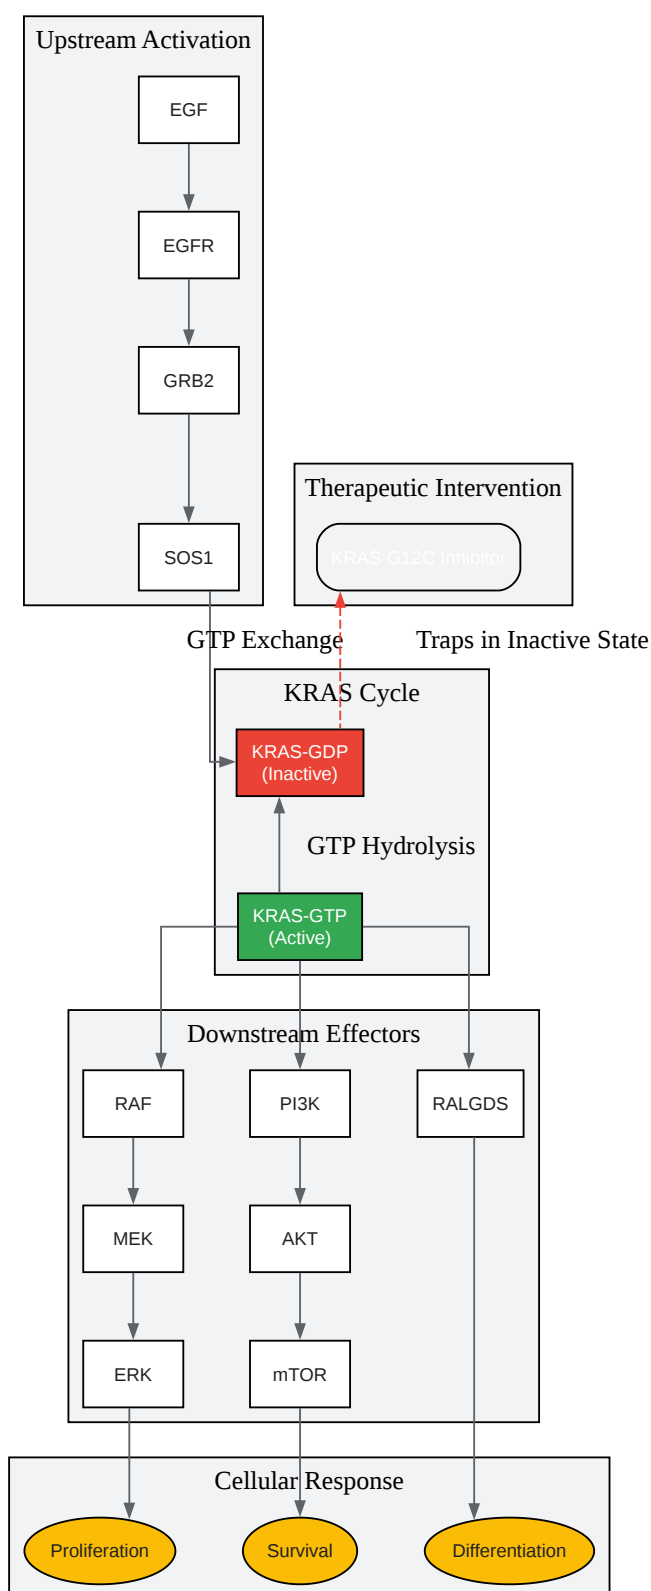 Upstream Activation
EGF
EGFR
GRB2
SOS1
Therapeutic Intervention
KRAS G12C Inhibitor
GTP Exchange
Traps in Inactive State
KRAS Cycle
KRAS-GDP
(Inactive)
GTP Hydrolysis
KRAS-GTP
(Active)
Downstream Effectors
RAF
PI3K
RALGDS
MEK
AKT
ERK
mTOR
Cellular Response
Proliferation
Survival
Differentiation